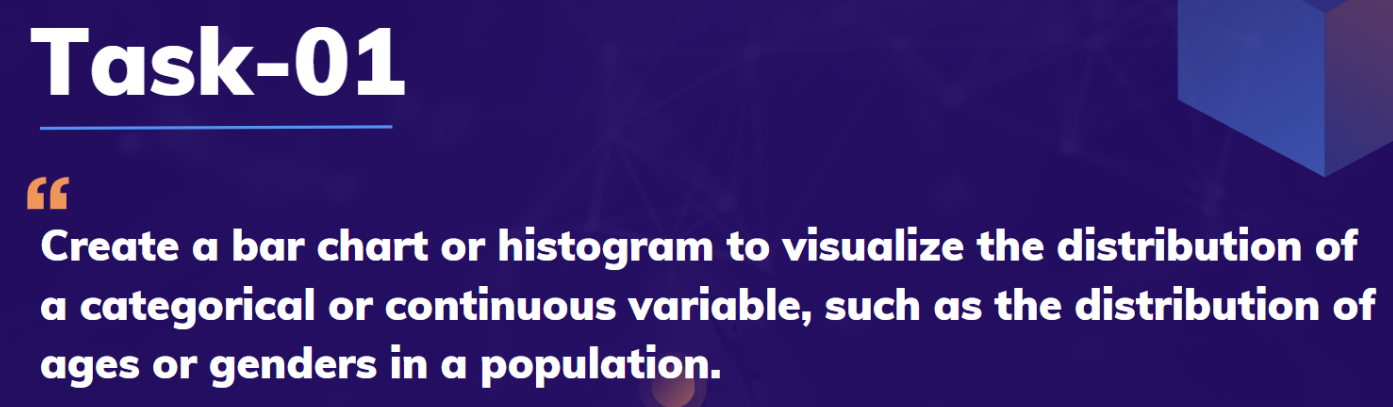 Task-01
“
Create a bar chart or histogram to visualize the distribution of
a categorical or continuous variable, such as the distribution of
ages or genders in a population.